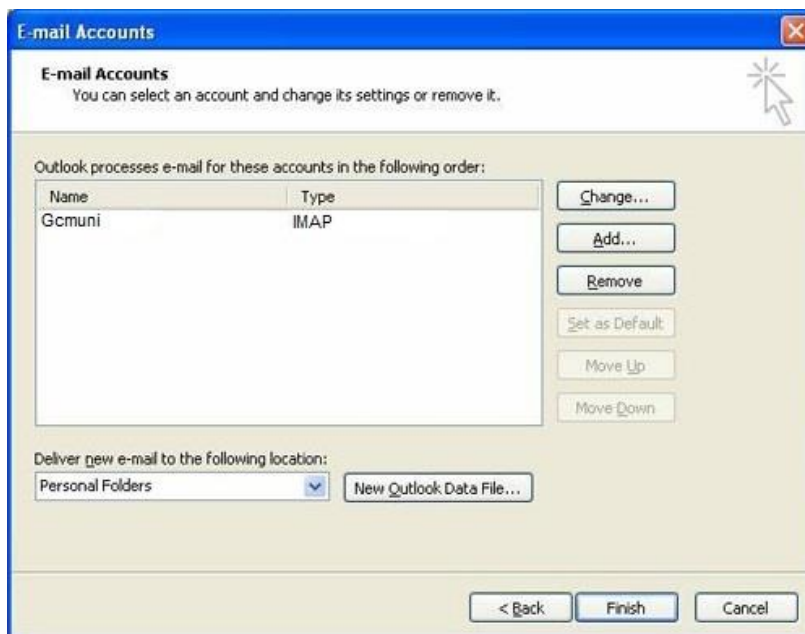 E-mail Accounts
E-mail Accounts
You can select an account and change its settings or remove it.
Outlook processes e-mail for these accounts in the following order:
Name Type
Gcmuni IMAP
Change...
Add...
Remove
Set as Default
Move Up
Move Down
Deliver new e-mail to the following location:
Personal Folders
New Outlook Data File...
< Back Finish Cancel